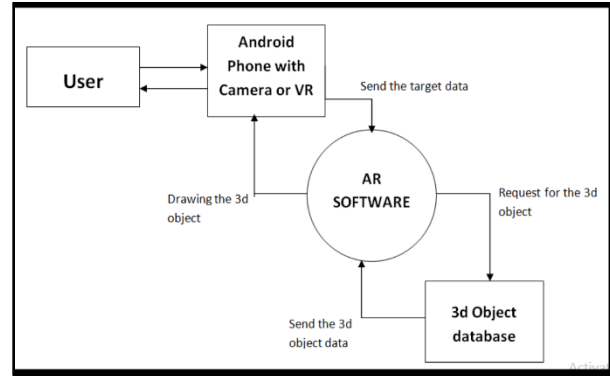 Android
Phone with
Camera or VR
User
Send the target data
AR
SOFTWARE
Drawing the 3d
object
Request for the 3d
object
Send the 3d
object data
3d Object
database